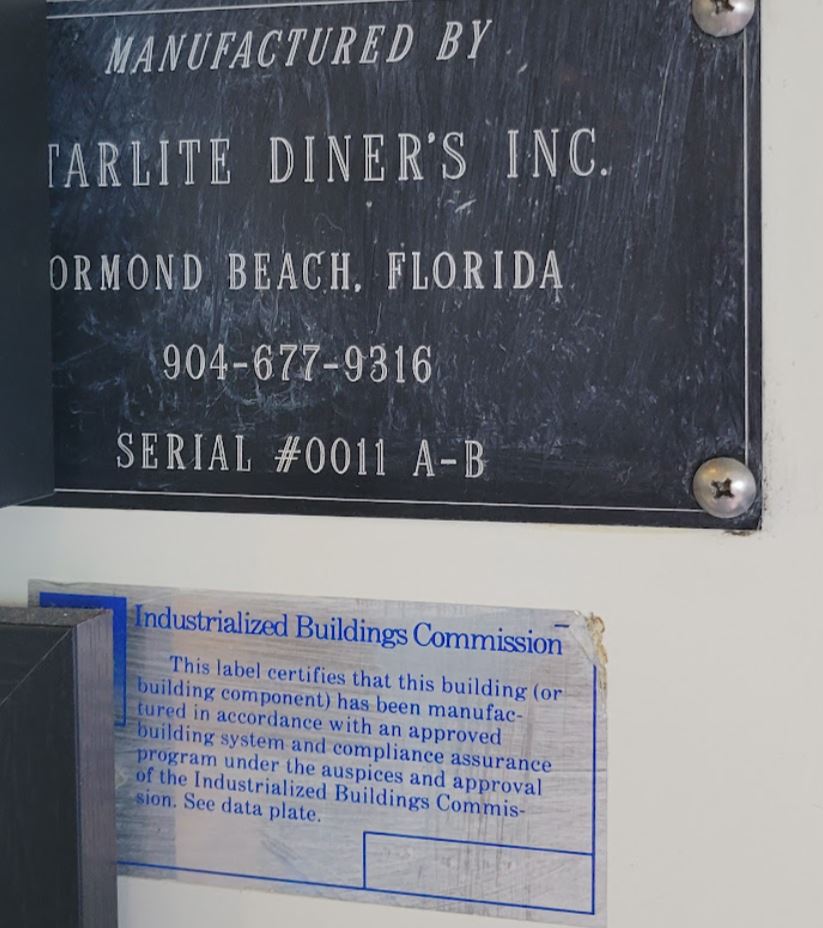 MANUFACTURED BY
TARLITE DINER'S INC.
ORMOND BEACH, FLORIDA
904-677-9316
SERIAL #0011 A-B
Industrialized Buildings Commission
This label certifies that this building (or
building component) has been manufac-
tured in accordance with an approved
building system and compliance assurance
program under the auspices and approval
of the Industrialized Buildings Commis-
sion. See data plate.